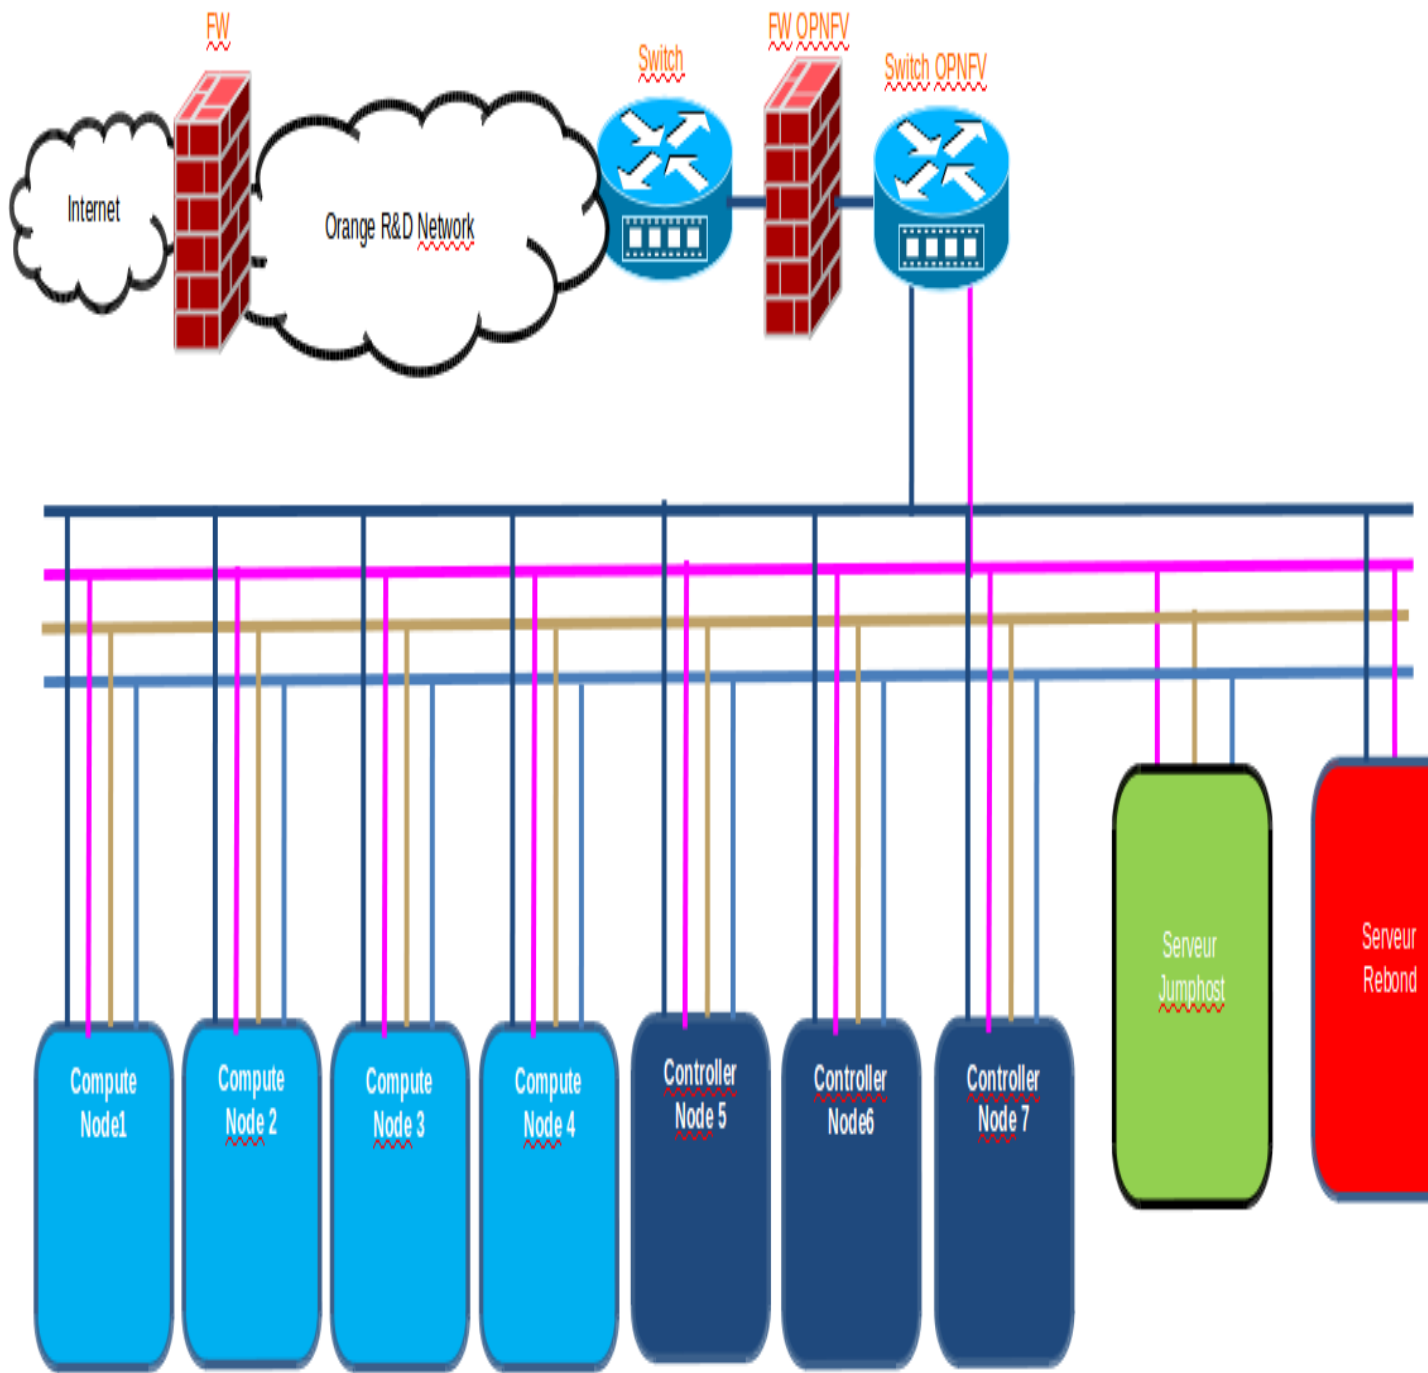 FW
Switch
FW OPNFV
Switch OPNFV
Internet
Orange R&D Network
Serveur
Jumphost
Serveur
Rebond
Compute
Node1
Compute
Node 2
Compute
Node 3
Compute
Node 4
Controller
Node 5
Controller
Node6
Controller
Node 7